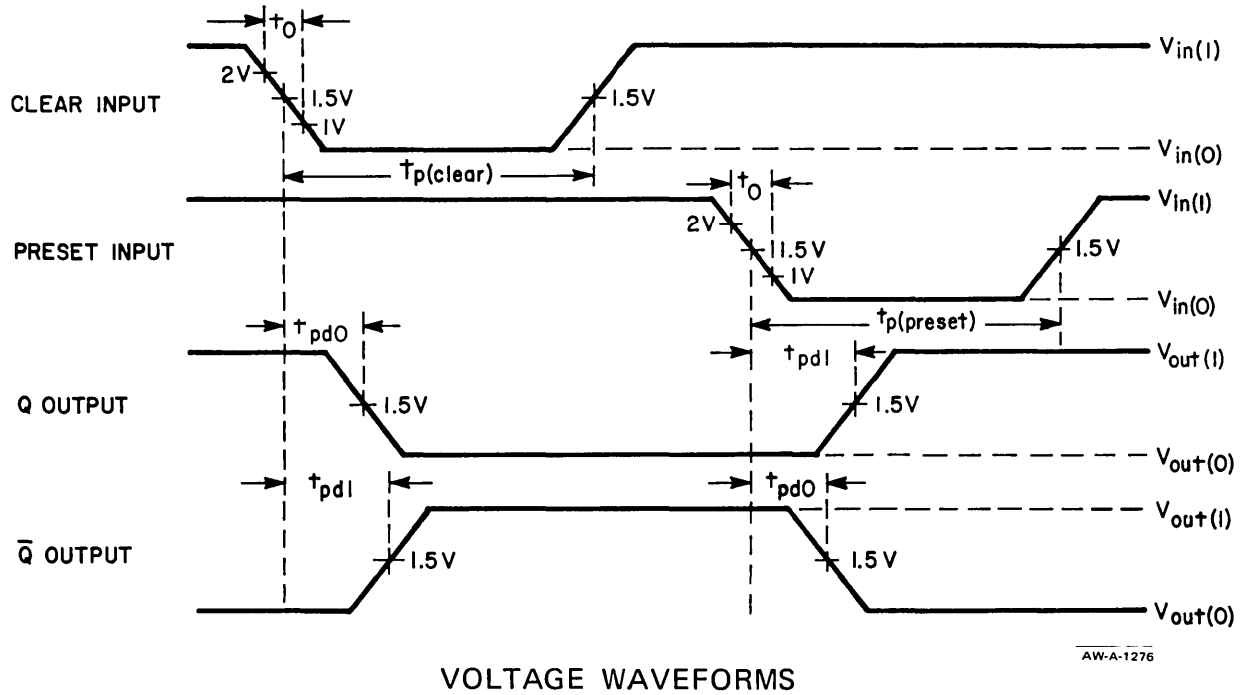 t0
Vin(1)
2V
CLEAR INPUT
1.5V
1.5V
1V
Vin(0)
tp(clear)
t0
Vin(1)
2V
PRESET INPUT
11.5V
1.5V
1V
Vin(0)
tp(preset)
tpd0
tpd1
Vout(1)
Q OUTPUT
1.5V
1.5V
Vout(0)
tpd1
tpd0
Vout(1)
Q̅ OUTPUT
1.5V
1.5V
Vout(0)
AW-A-1276
VOLTAGE WAVEFORMS